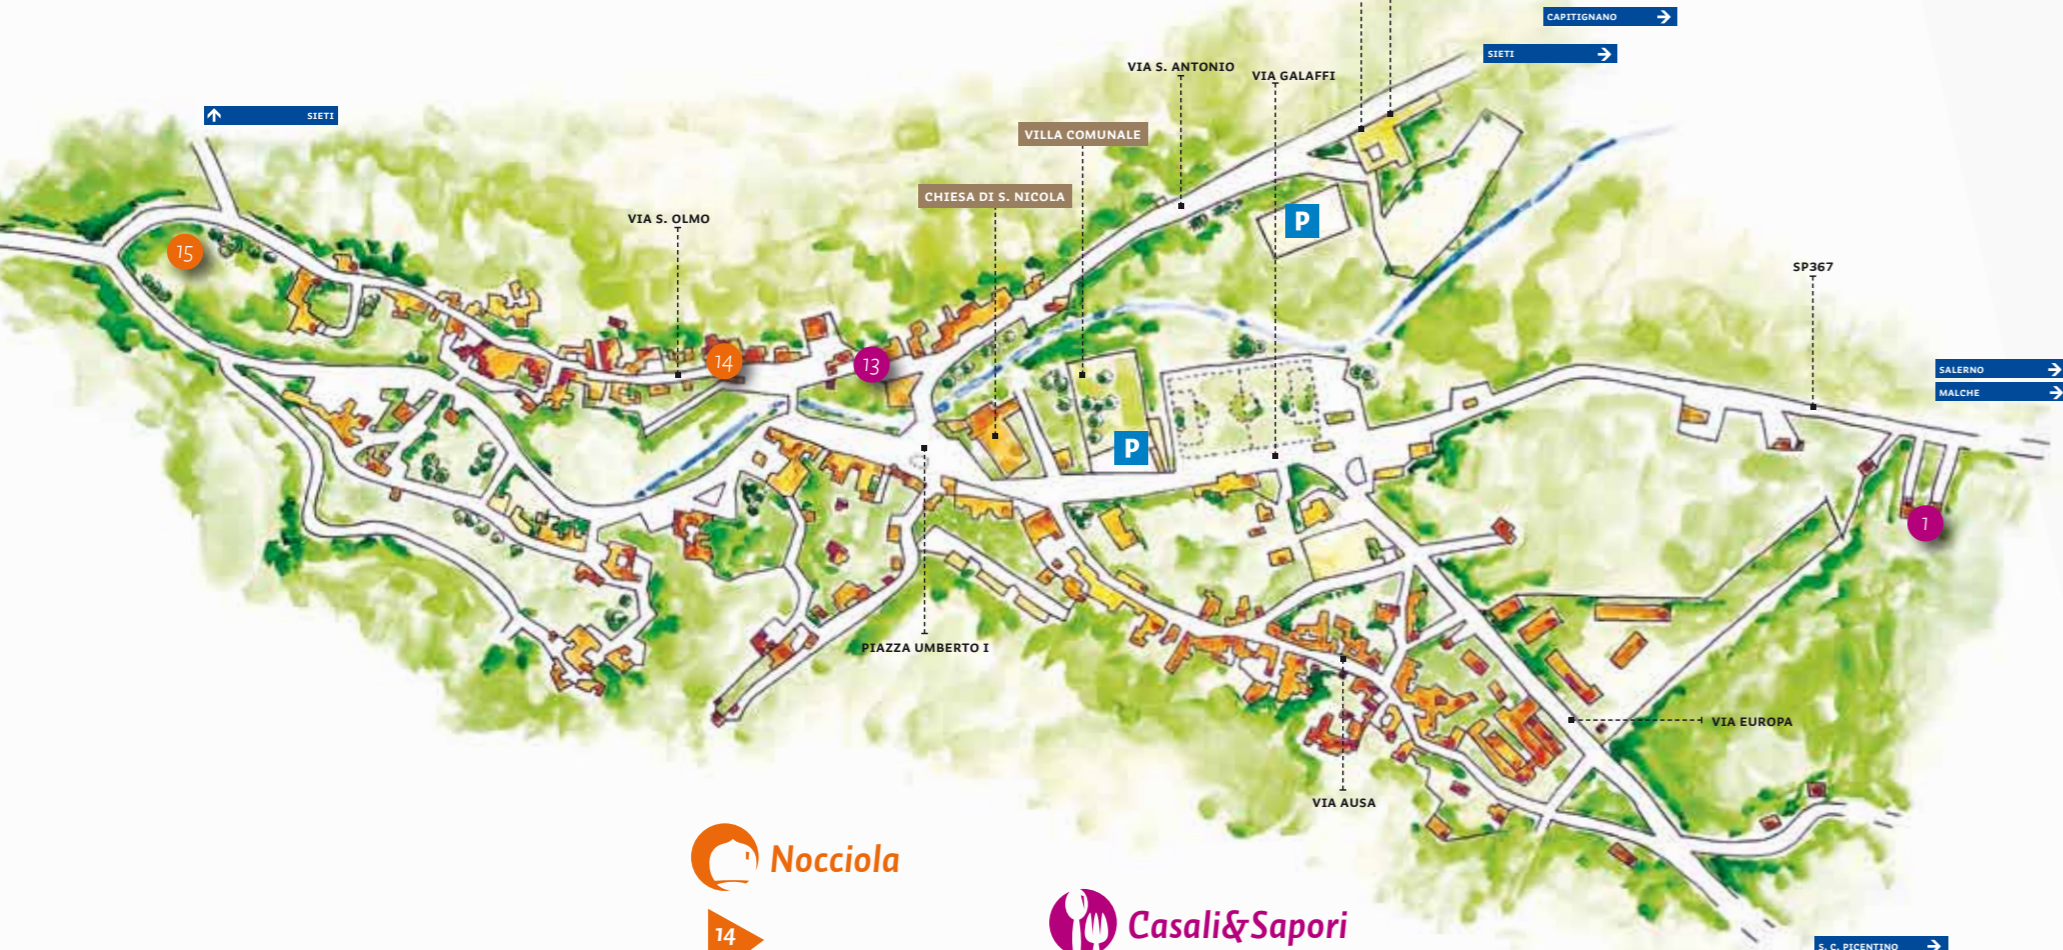 CAPITIGNANO
SIETI
VIA S. ANTONIO
VIA GALAFFI
SIETI
VILLA COMUNALE
CHIESA DI S. NICOLA
VIA S. OLMO
P
15
SP367
14
13
SALERNO
MALCHE
P
1
PIAZZA UMBERTO I
VIA EUROPA
VIA AUSA
Nocciola
Casali&Sapori
14
S. C. PICENTINO